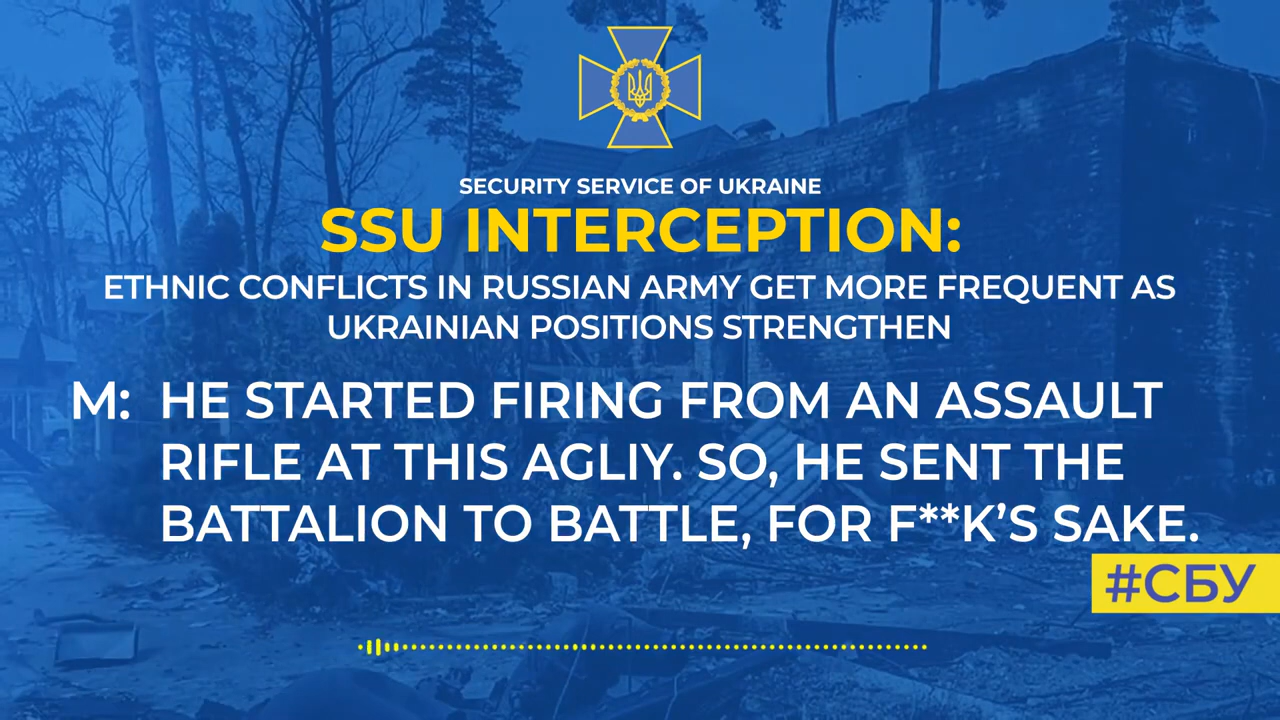 SECURITY SERVICE OF UKRAINE
SSU INTERCEPTION:
ETHNIC CONFLICTS IN RUSSIAN ARMY GET MORE FREQUENT AS
UKRAINIAN POSITIONS STRENGTHEN
M: HE STARTED FIRING FROM AN ASSAULT
RIFLE AT THIS AGLIY. SO, HE SENT THE
BATTALION TO BATTLE, FOR F**K’S SAKE.
#СБУ